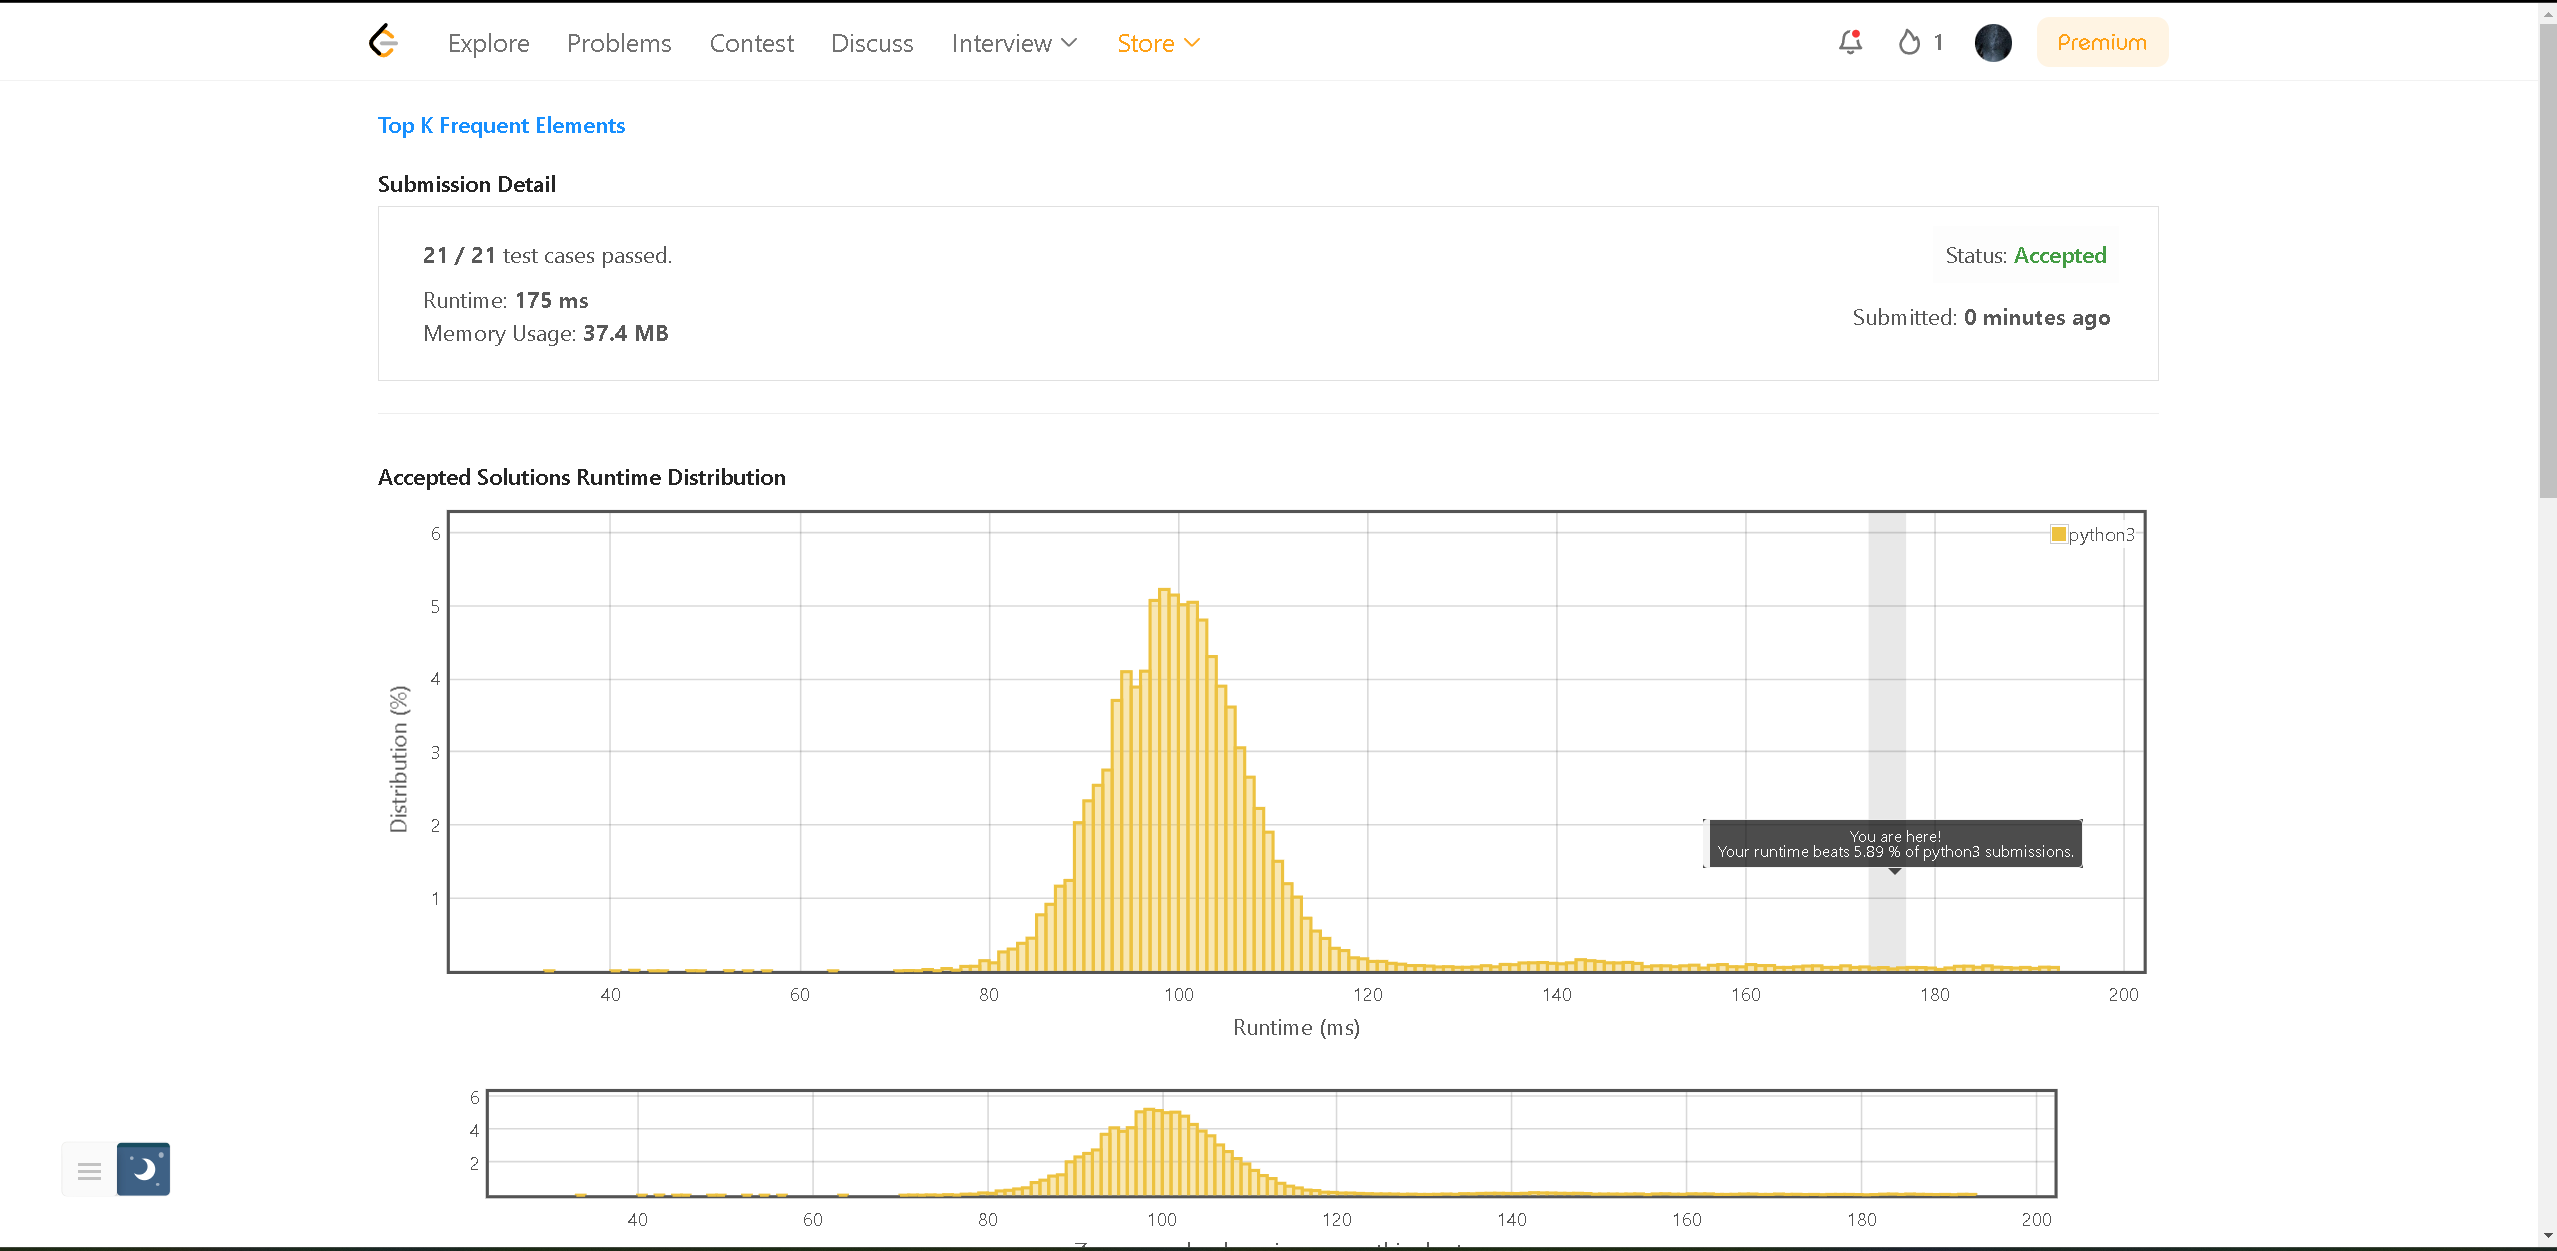 Explore Problems Contest Discuss Interview Store 1 Premium
Top K Frequent Elements
Submission Detail
21 / 21 test cases passed.
Status: Accepted
Runtime: 175 ms
Memory Usage: 37.4 MB
Submitted: 0 minutes ago
Accepted Solutions Runtime Distribution
python3
6
5
4
3
2
1
Distribution (%)
You are here!
Your runtime beats 5.89 % of python3 submissions.
40 60 80 100 120 140 160 180 200
Runtime (ms)
6
4
2
40 60 80 100 120 140 160 180 200